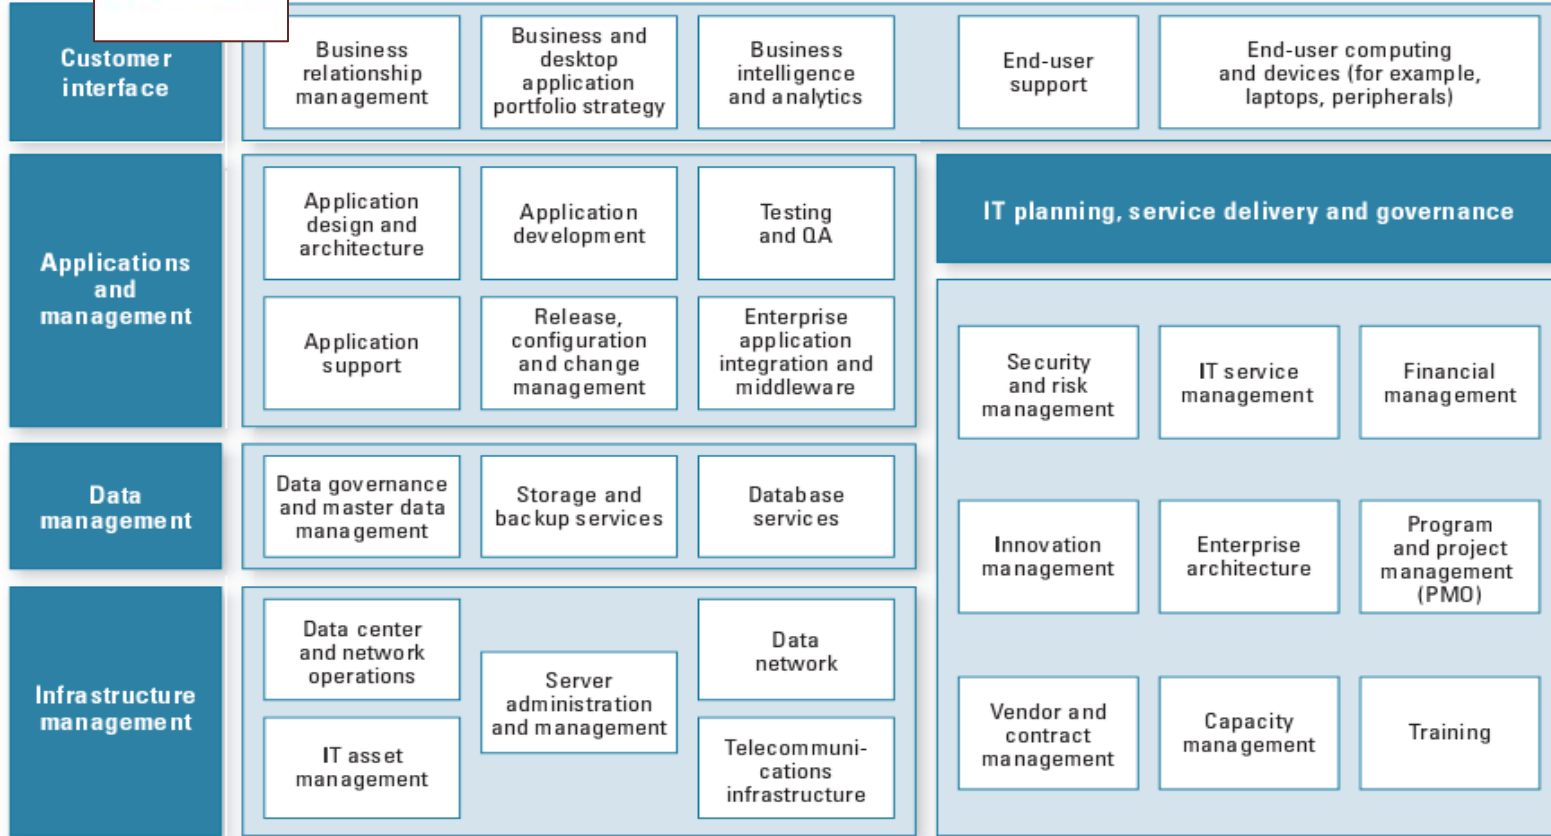 Customer
interface
Business
relationship
management
Business and
desktop
application
portfolio strategy
Business
intelligence
and analytics
End-user
support
End-user computing
and devices (for example,
laptops, peripherals)
Applications
and
management
Application
design and
architecture
Application
development
Testing
and QA
Application
support
Release,
configuration
and change
management
Enterprise
application
integration and
middleware
IT planning, service delivery and governance
Security
and risk
management
IT service
management
Financial
management
Innovation
management
Enterprise
architecture
Program
and project
management
(PMO)
Vendor and
contract
management
Capacity
management
Training
Data
management
Data governance
and master data
management
Storage and
backup services
Database
services
Infrastructure
management
Data center
and network
operations
IT asset
management
Server
administration
and management
Data
network
Telecommuni-
cations
infrastructure